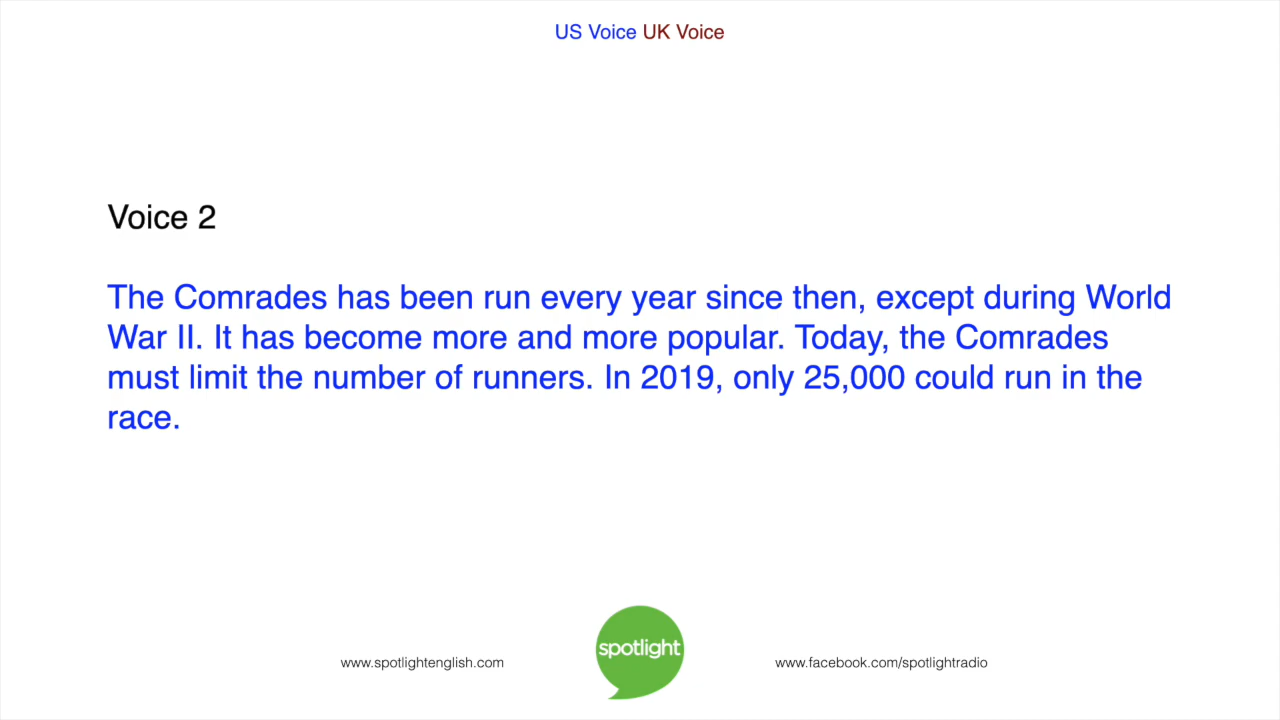 US Voice UK Voice
Voice 2
The Comrades has been run every year since then, except during World
War II. It has become more and more popular. Today, the Comrades
must limit the number of runners. In 2019, only 25,000 could run in the
race.
spotlight
www.spotlightenglish.com
www.facebook.com/spotlightradio